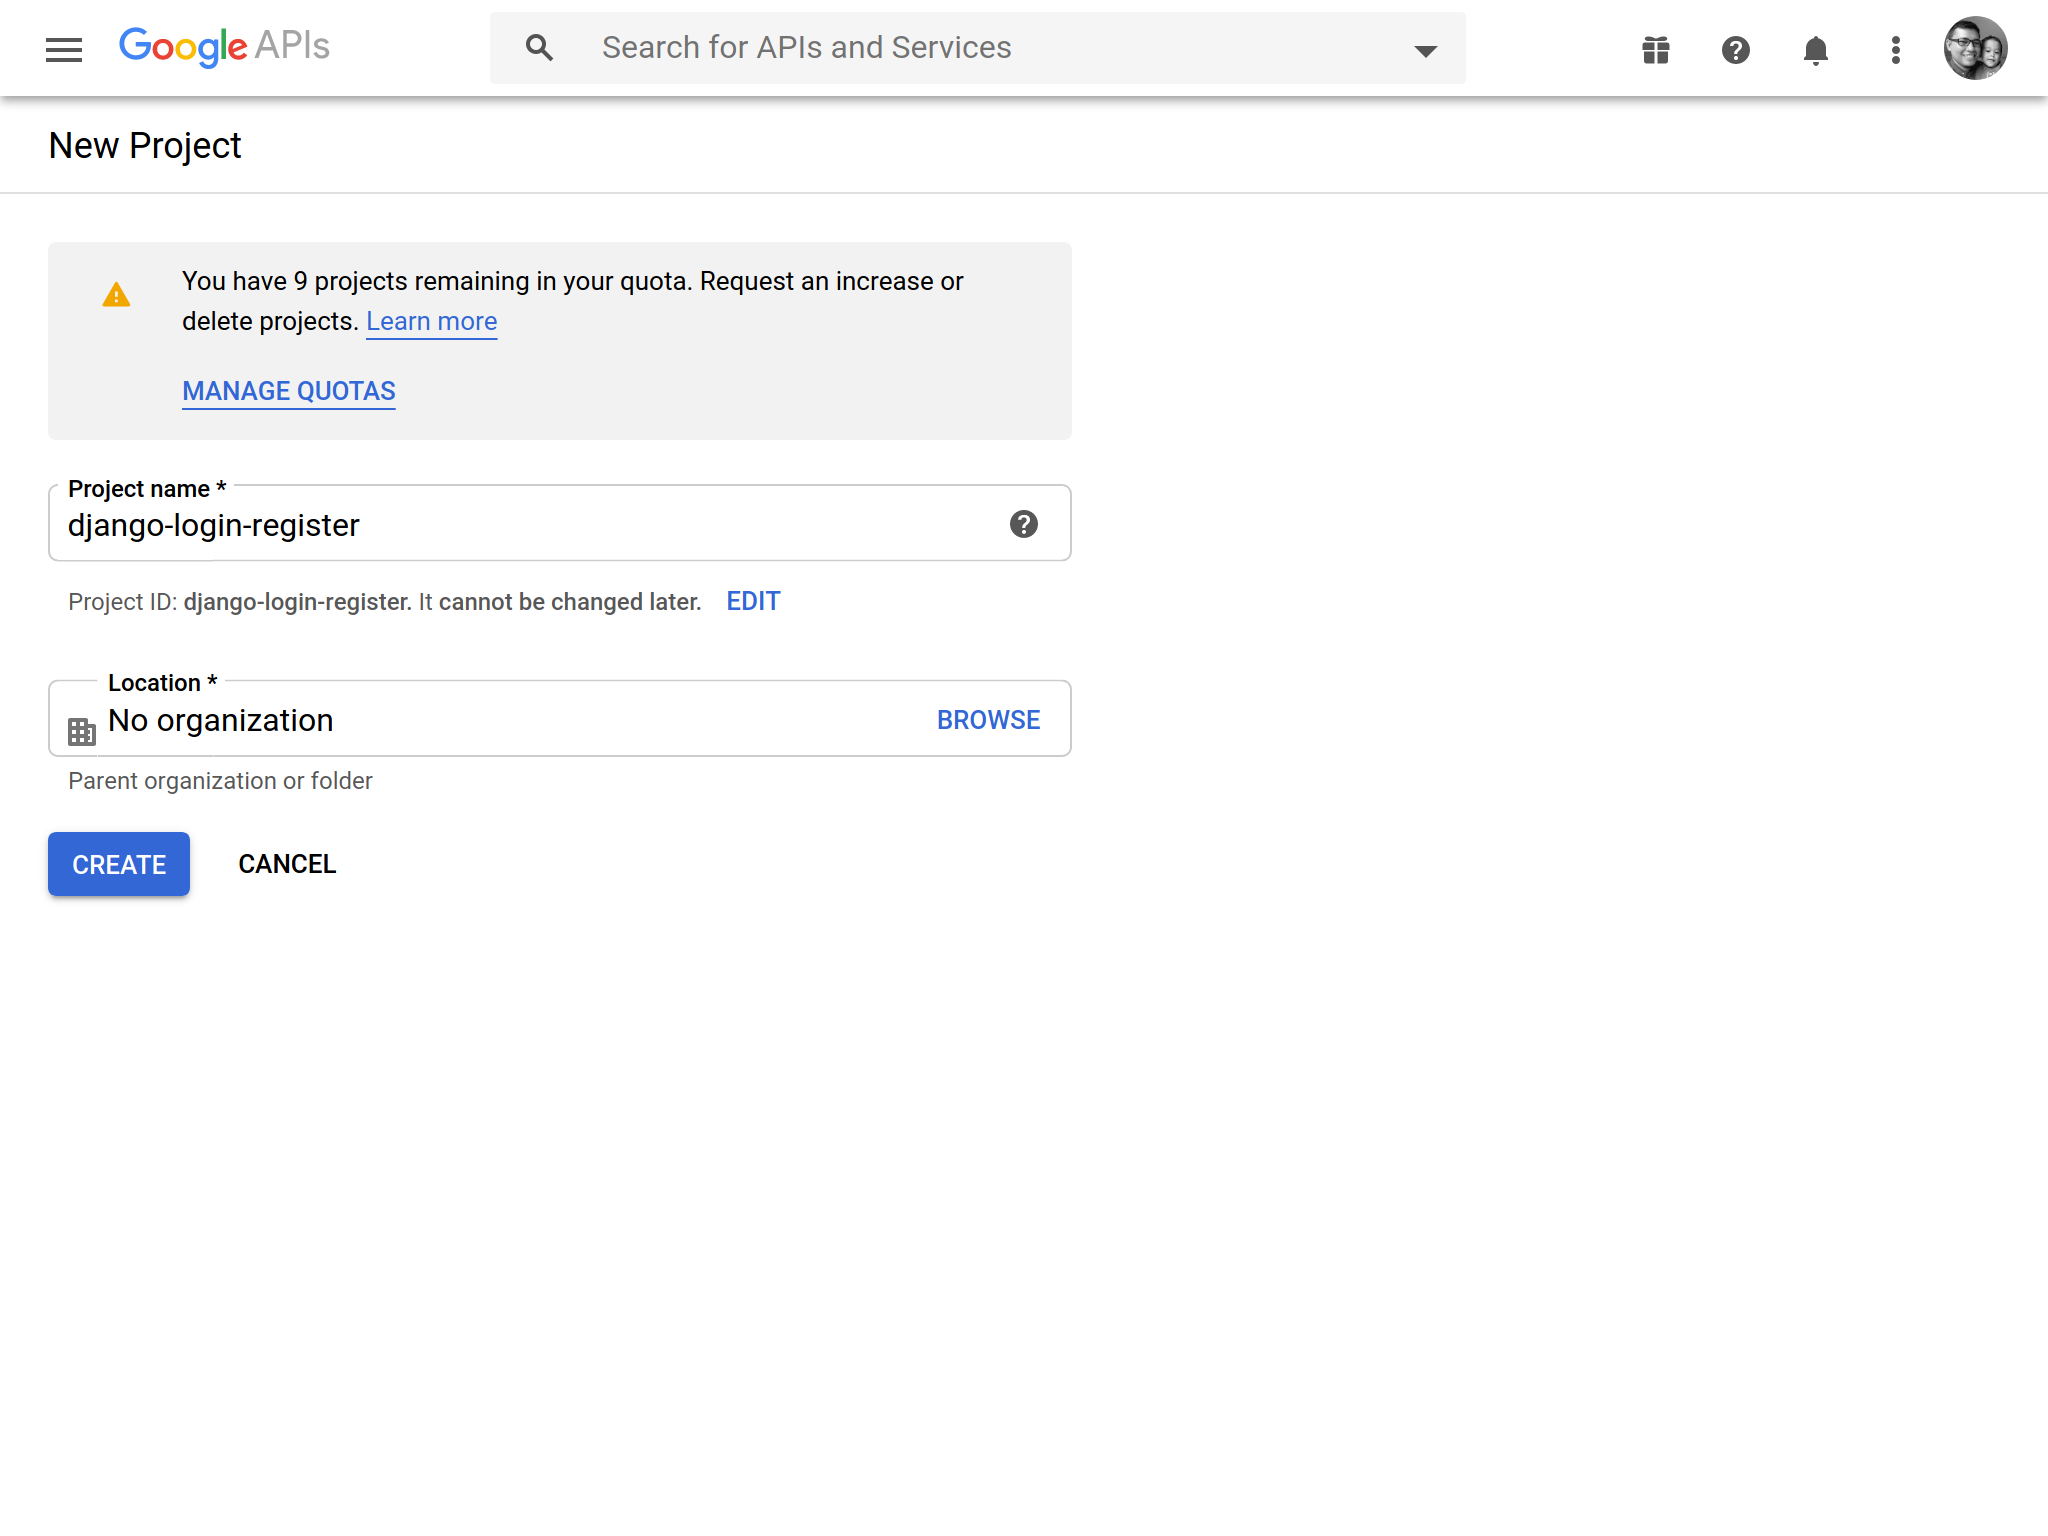 Google APIs
Search for APIs and Services
New Project
You have 9 projects remaining in your quota. Request an increase or
delete projects. Learn more
MANAGE QUOTAS
Project name *
django-login-register
Project ID: django-login-register. It cannot be changed later. EDIT
Location *
No organization BROWSE
Parent organization or folder
CREATE CANCEL